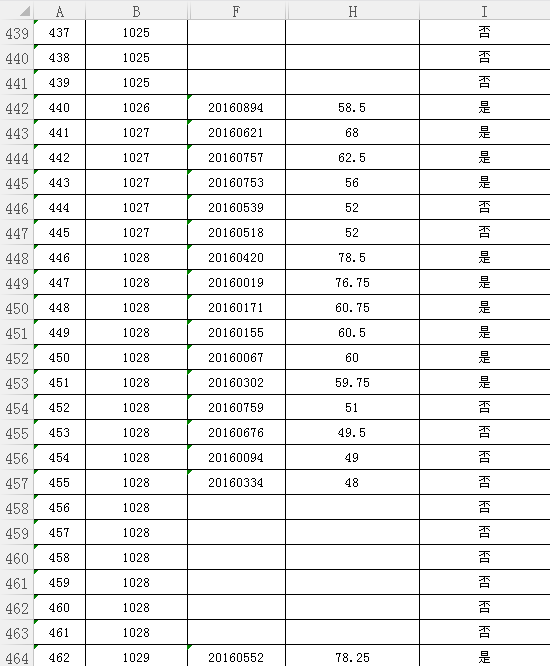 A B F H I
439 437 1025 否
440 438 1025 否
441 439 1025 否
442 440 1026 20160894 58.5 是
443 441 1027 20160621 68 是
444 442 1027 20160757 62.5 是
445 443 1027 20160753 56 是
446 444 1027 20160539 52 否
447 445 1027 20160518 52 否
448 446 1028 20160420 78.5 是
449 447 1028 20160019 76.75 是
450 448 1028 20160171 60.75 是
451 449 1028 20160155 60.5 是
452 450 1028 20160067 60 是
453 451 1028 20160302 59.75 是
454 452 1028 20160759 51 否
455 453 1028 20160676 49.5 否
456 454 1028 20160094 49 否
457 455 1028 20160334 48 否
458 456 1028 否
459 457 1028 否
460 458 1028 否
461 459 1028 否
462 460 1028 否
463 461 1028 否
464 462 1029 20160552 78.25 是